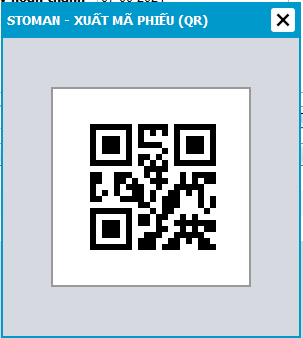 STOMAN - XUẤT MÃ PHIẾU (QR)